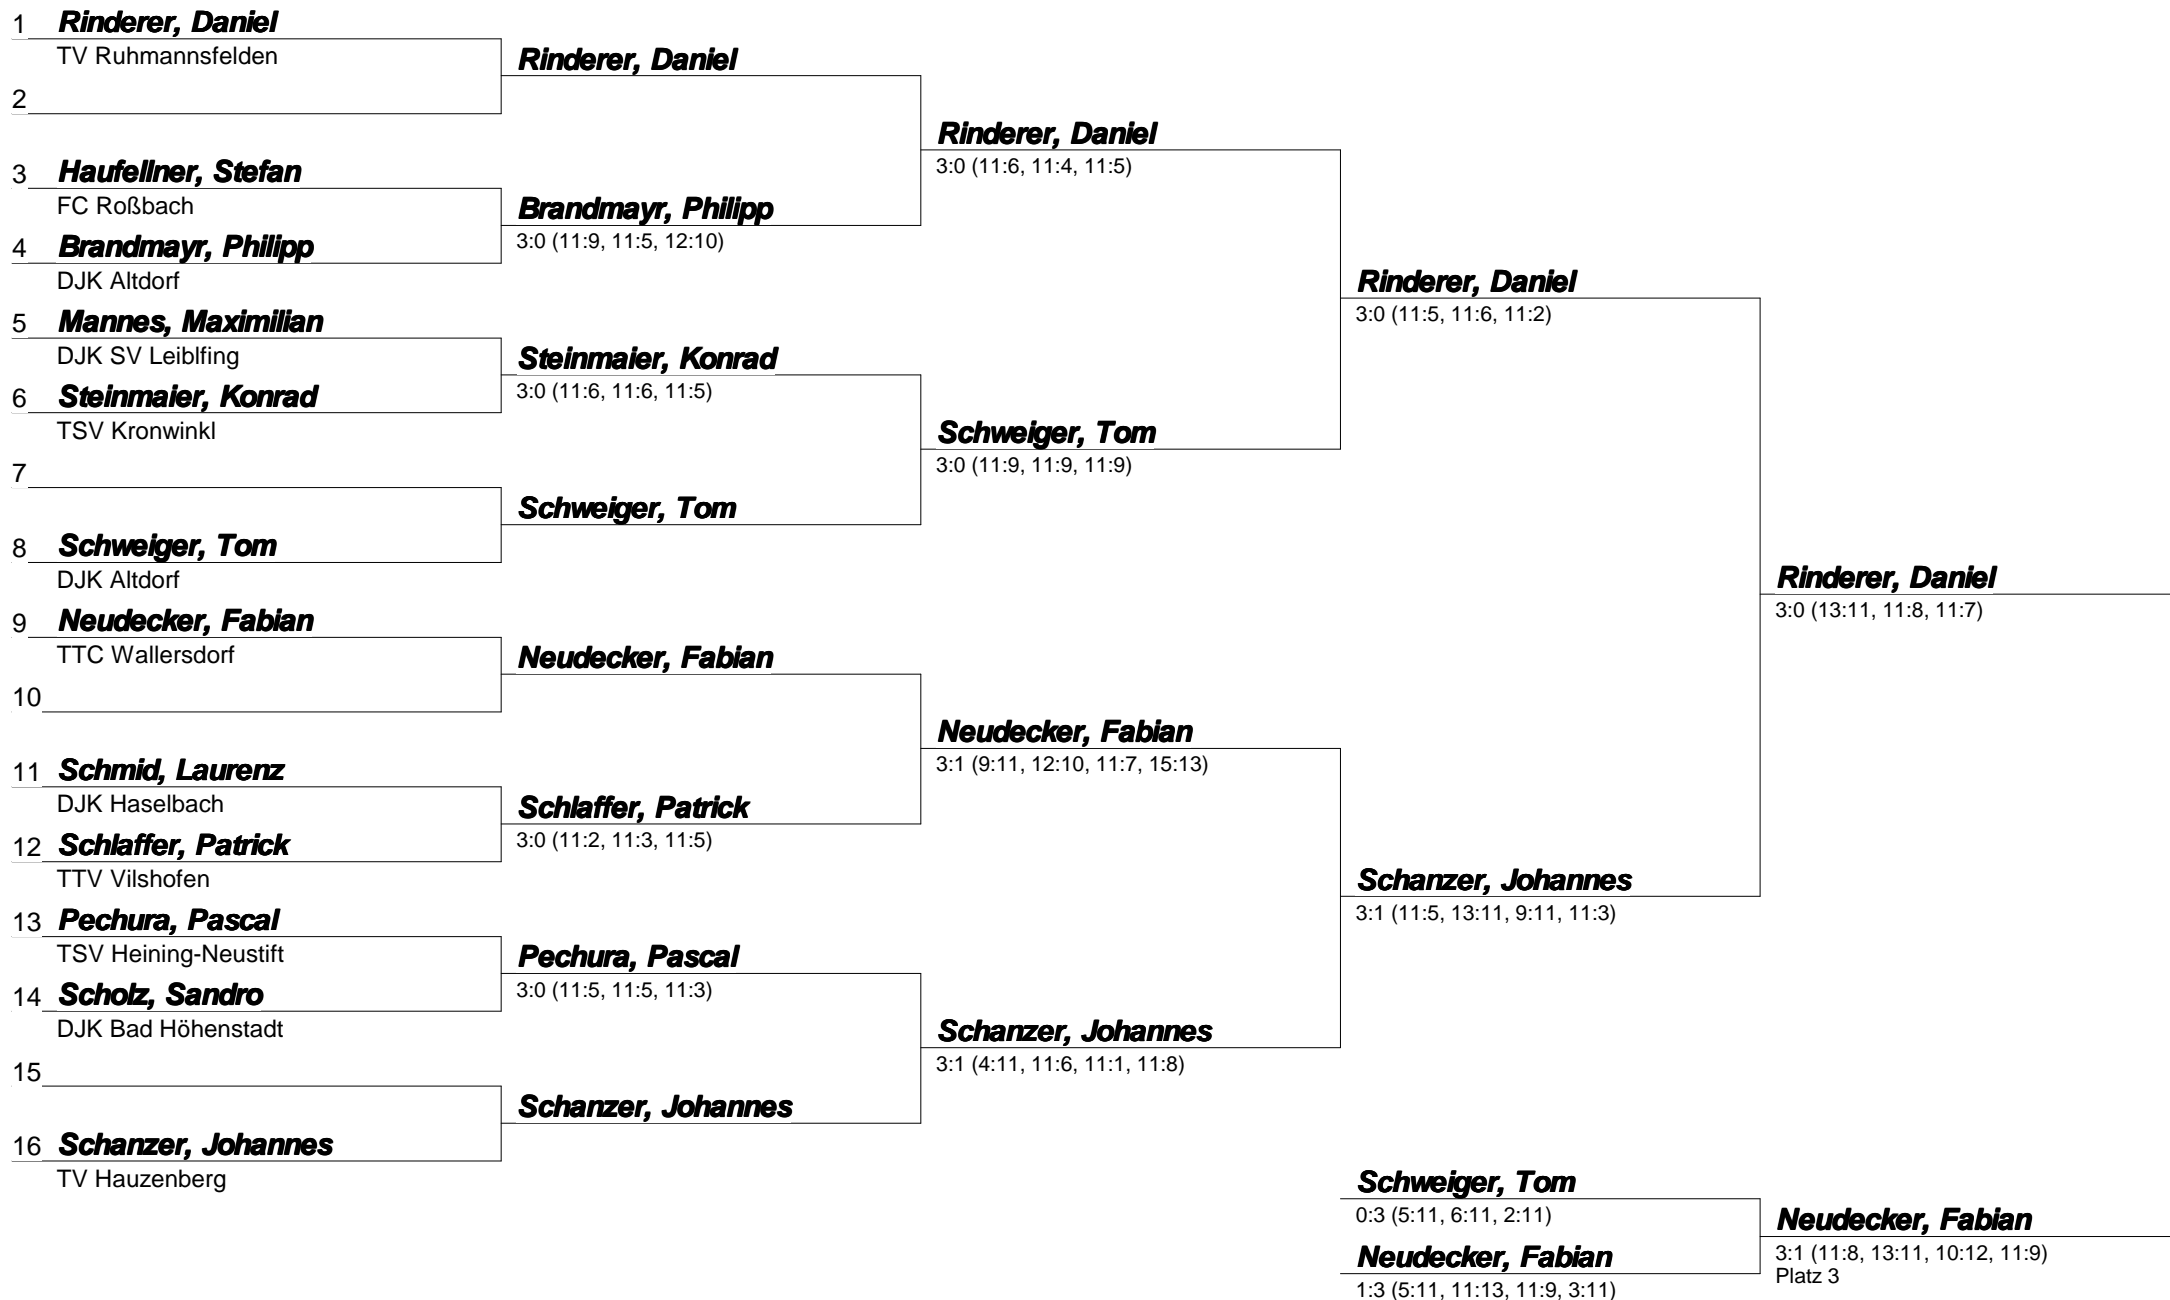 1 Rinderer, Daniel
TV Ruhmannsfelden
2
3 Haufellner, Stefan
FC Roßbach
4 Brandmayr, Philipp
DJK Altdorf
5 Mannes, Maximilian
DJK SV Leiblfing
6 Steinmaier, Konrad
TSV Kronwinkl
7
8 Schweiger, Tom
DJK Altdorf
9 Neudecker, Fabian
TTC Wallersdorf
10
11 Schmid, Laurenz
DJK Haselbach
12 Schlaffer, Patrick
TTV Vilshofen
13 Pechura, Pascal
TSV Heining-Neustift
14 Scholz, Sandro
DJK Bad Höhenstadt
15
16 Schanzer, Johannes
TV Hauzenberg
Rinderer, Daniel
Brandmayr, Philipp
3:0 (11:9, 11:5, 12:10)
Steinmaier, Konrad
3:0 (11:6, 11:6, 11:5)
Schweiger, Tom
Neudecker, Fabian
Schlaffer, Patrick
3:0 (11:2, 11:3, 11:5)
Pechura, Pascal
3:0 (11:5, 11:5, 11:3)
Schanzer, Johannes
Rinderer, Daniel
3:0 (11:6, 11:4, 11:5)
Schweiger, Tom
3:0 (11:9, 11:9, 11:9)
Neudecker, Fabian
3:1 (9:11, 12:10, 11:7, 15:13)
Schanzer, Johannes
3:1 (4:11, 11:6, 11:1, 11:8)
Rinderer, Daniel
3:0 (11:5, 11:6, 11:2)
Schanzer, Johannes
3:1 (11:5, 13:11, 9:11, 11:3)
Rinderer, Daniel
3:0 (13:11, 11:8, 11:7)
Schweiger, Tom
0:3 (5:11, 6:11, 2:11)
Neudecker, Fabian
1:3 (5:11, 11:13, 11:9, 3:11)
Neudecker, Fabian
3:1 (11:8, 13:11, 10:12, 11:9)
Platz 3